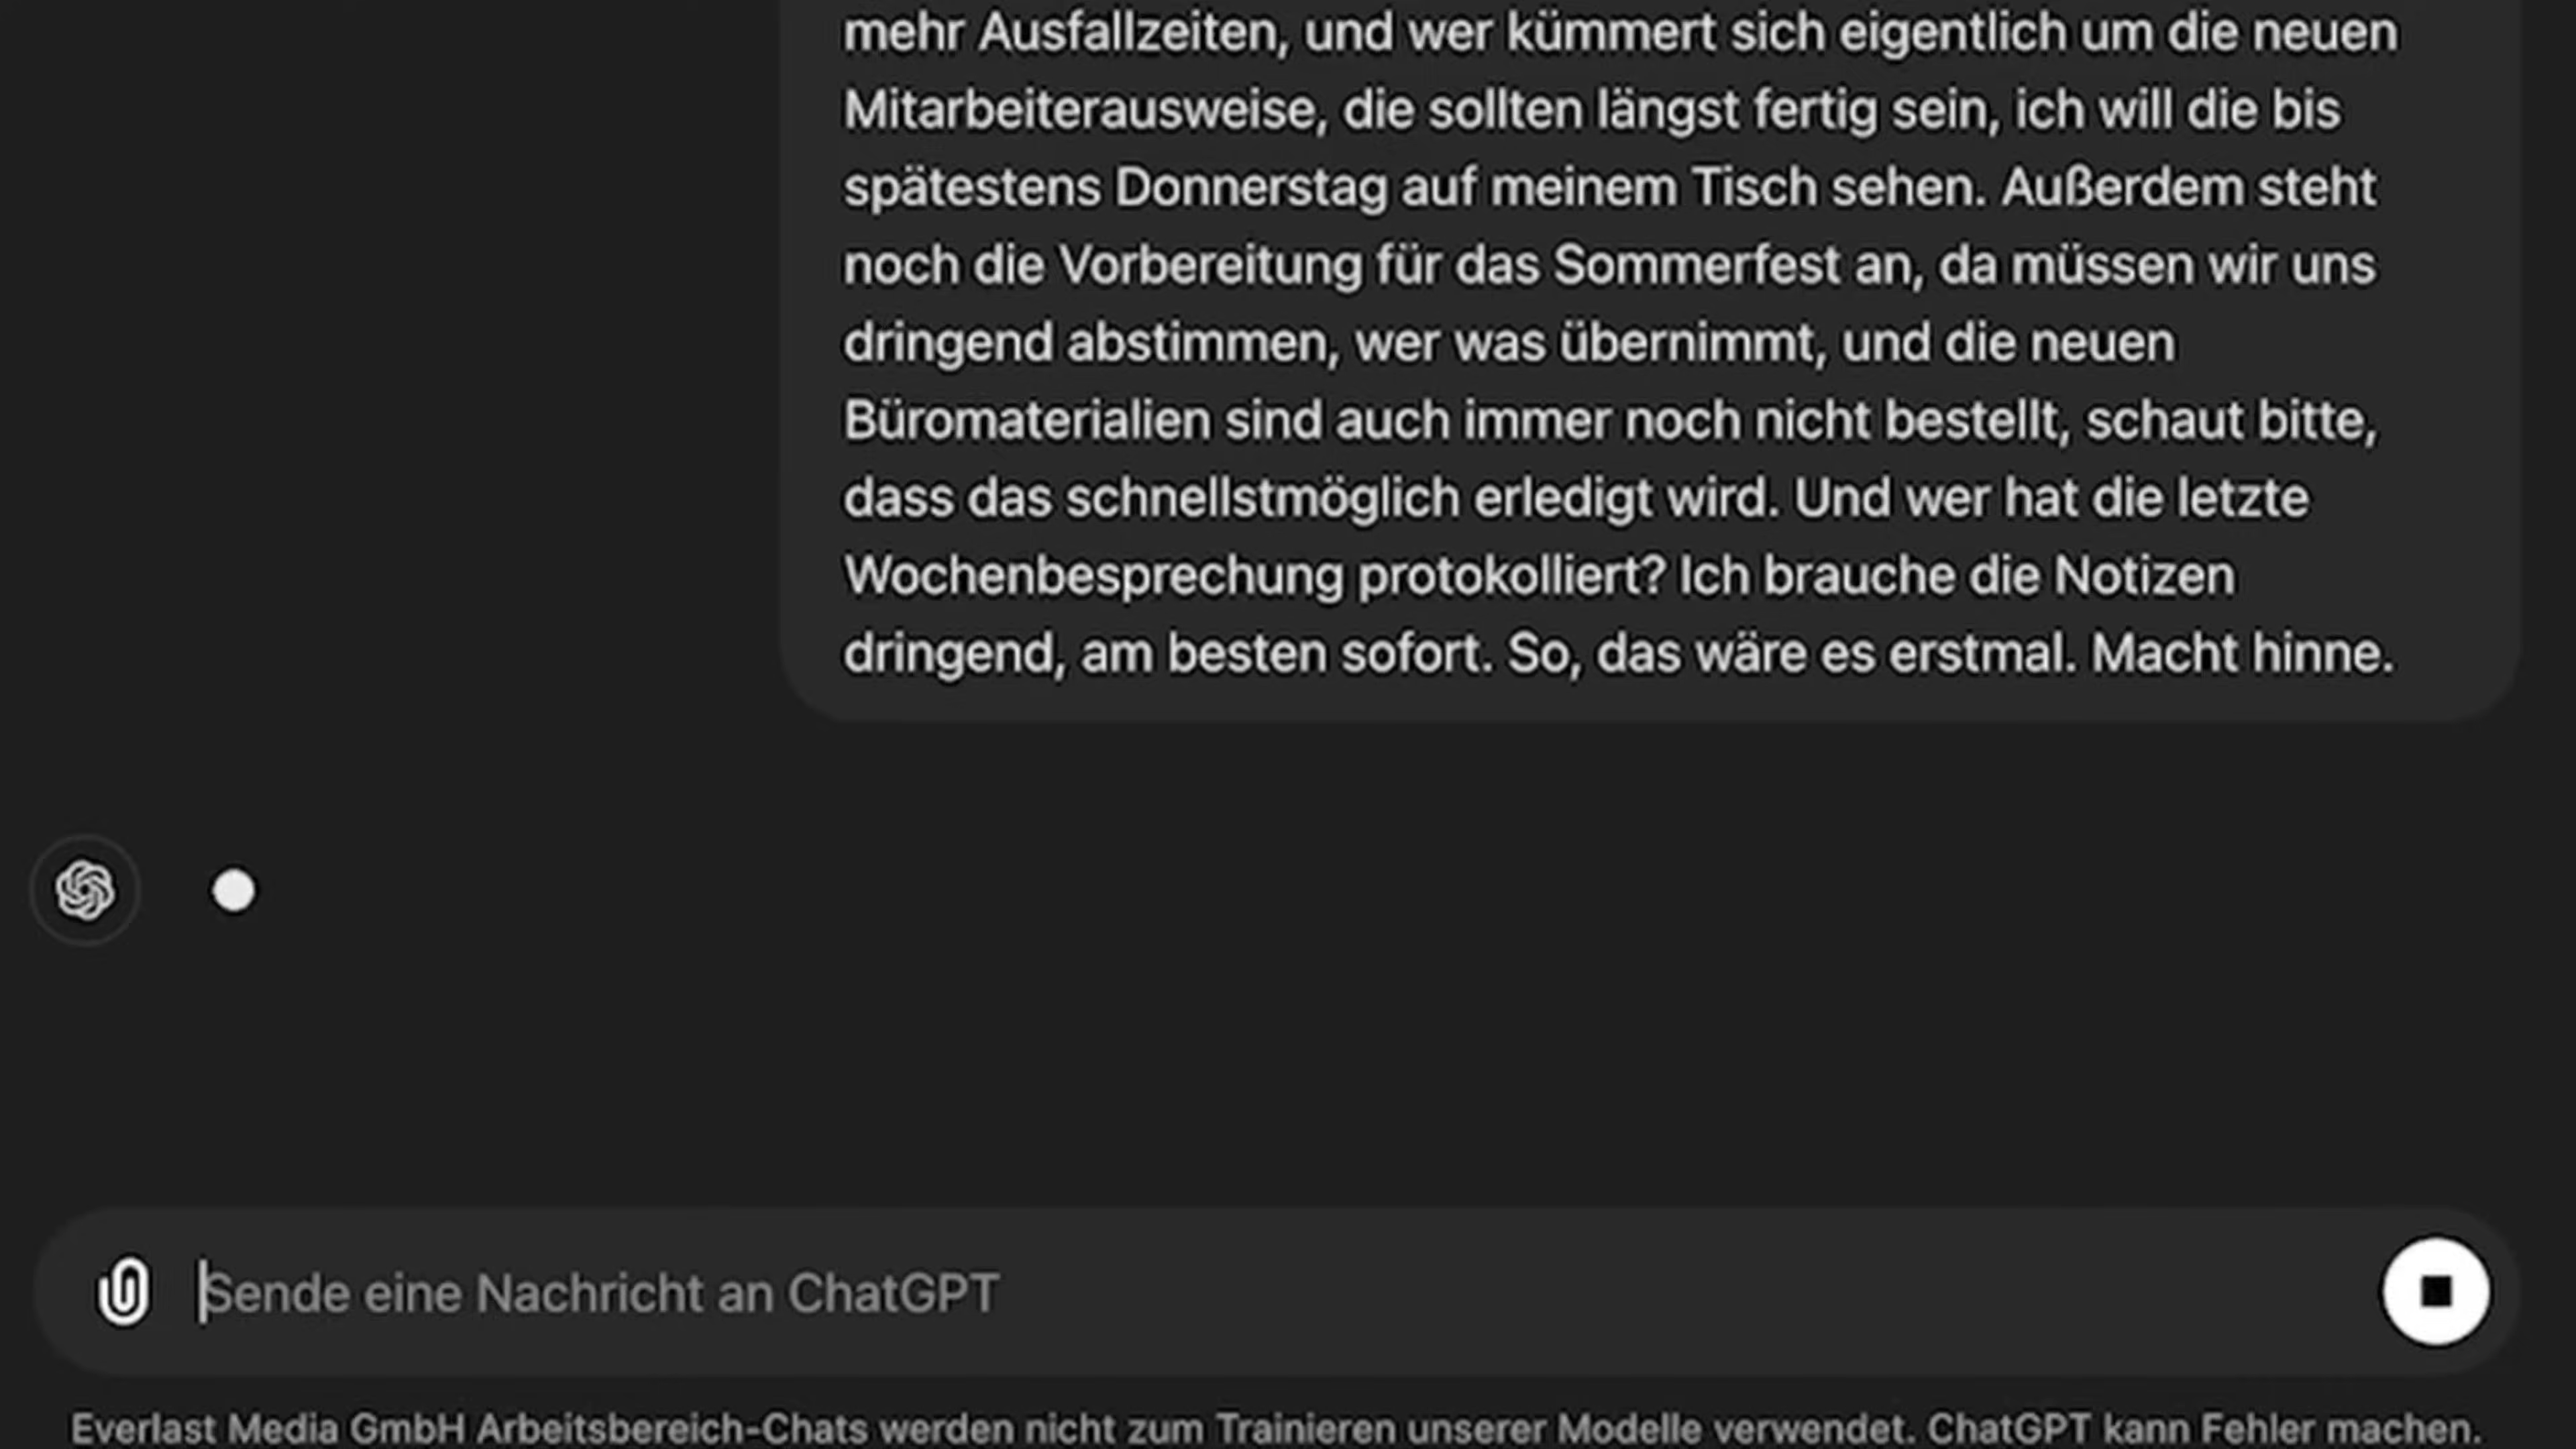 mehr Ausfallzeiten, und wer kümmert sich eigentlich um die neuen
Mitarbeiterausweise, die sollten längst fertig sein, ich will die bis
spätestens Donnerstag auf meinem Tisch sehen. Außerdem steht
noch die Vorbereitung für das Sommerfest an, da müssen wir uns
dringend abstimmen, wer was übernimmt, und die neuen
Büromaterialien sind auch immer noch nicht bestellt, schaut bitte,
dass das schnellstmöglich erledigt wird. Und wer hat die letzte
Wochenbesprechung protokolliert? Ich brauche die Notizen
dringend, am besten sofort. So, das wäre es erstmal. Macht hinne.
Sende eine Nachricht an ChatGPT
Everlast Media GmbH Arbeitsbereich-Chats werden nicht zum Trainieren unserer Modelle verwendet. ChatGPT kann Fehler machen.